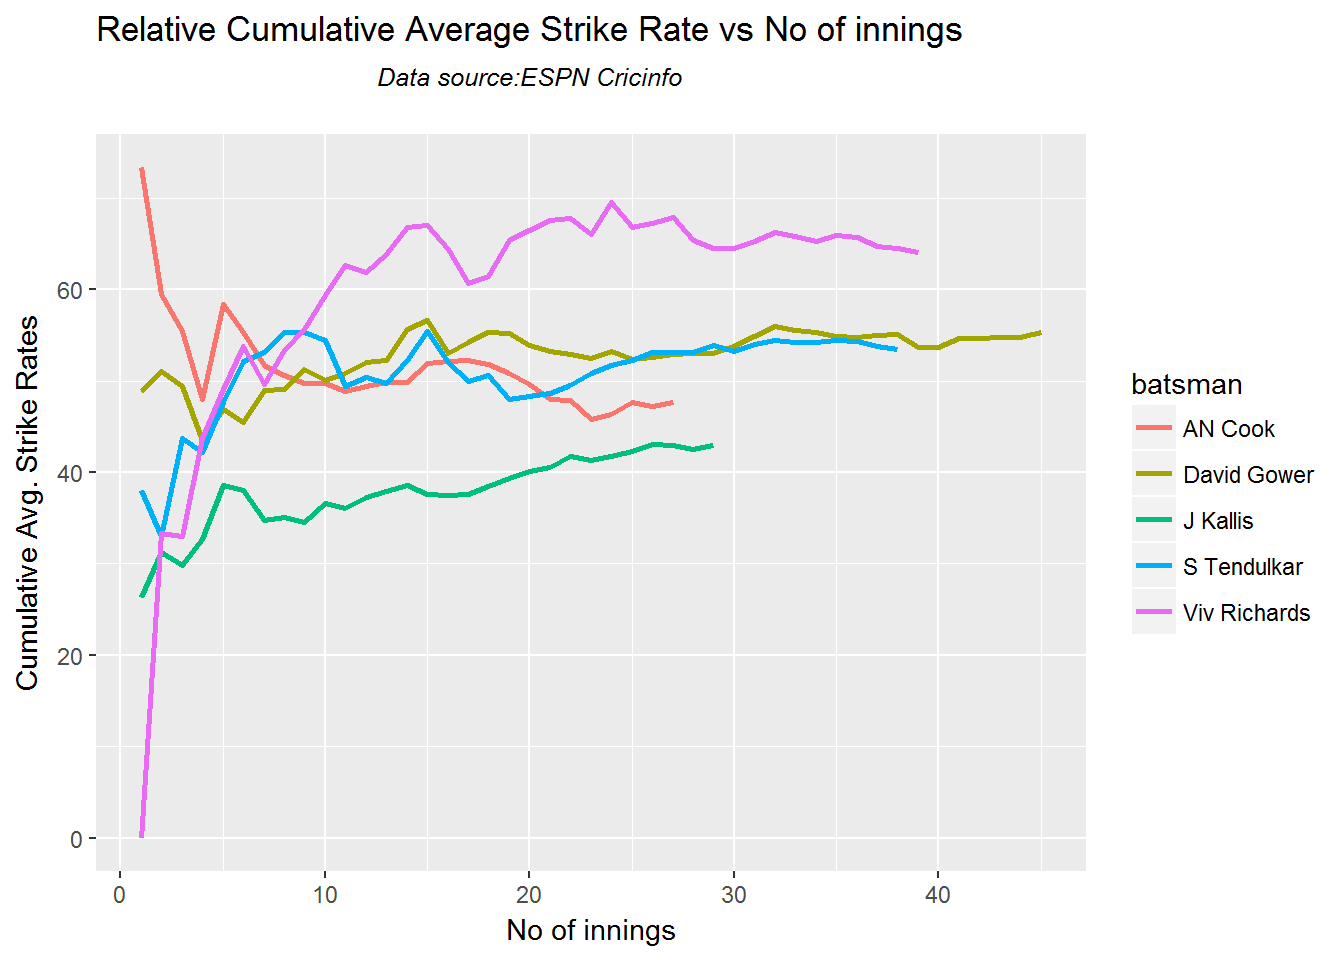 Relative Cumulative Average Strike Rate vs No of innings
Data source:ESPN Cricinfo
Cumulative Avg. Strike Rates
60
40
20
0
0 10 20 30 40
No of innings
batsman
AN Cook
David Gower
J Kallis
S Tendulkar
Viv Richards